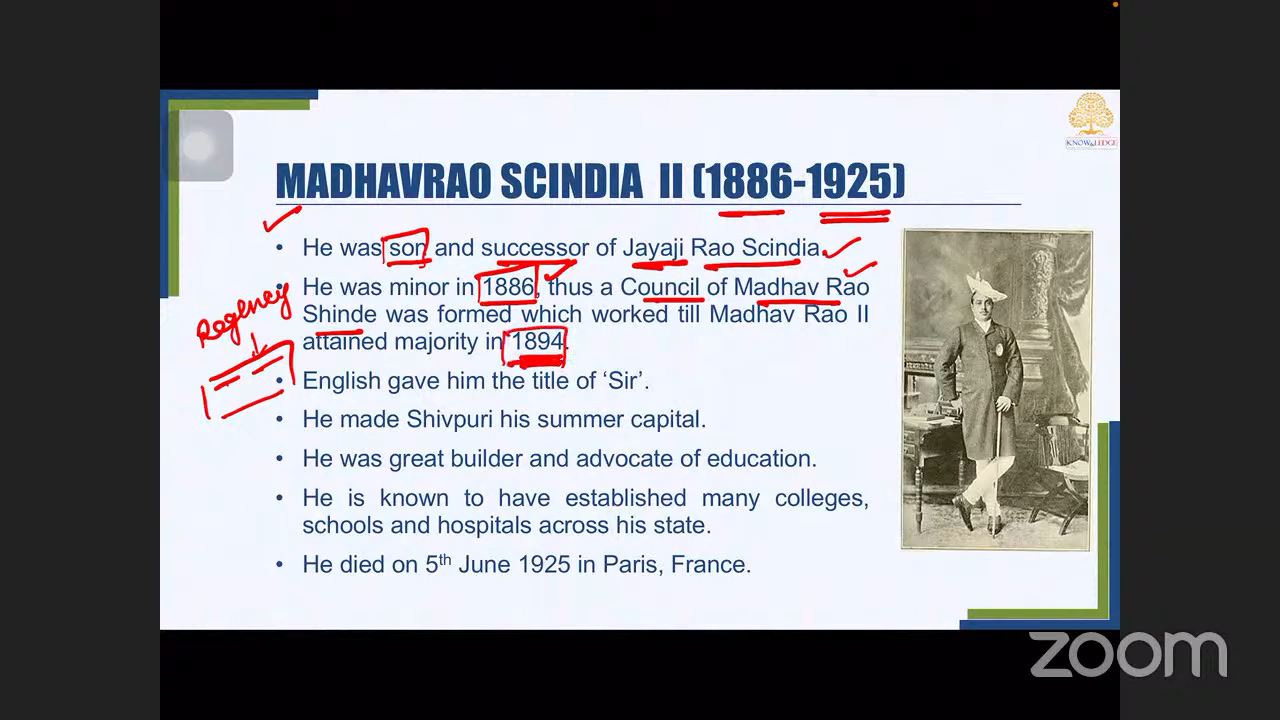 KNOWLEDGE
MADHAVRAO SCINDIA II (1886-1925)
• He was son and successor of Jayaji Rao Scindia.
• He was minor in 1886, thus a Council of Madhav Rao
Shinde was formed which worked till Madhav Rao II
attained majority in 1894.
Regency
• English gave him the title of ‘Sir’.
• He made Shivpuri his summer capital.
• He was great builder and advocate of education.
• He is known to have established many colleges,
schools and hospitals across his state.
• He died on 5th June 1925 in Paris, France.
zoom